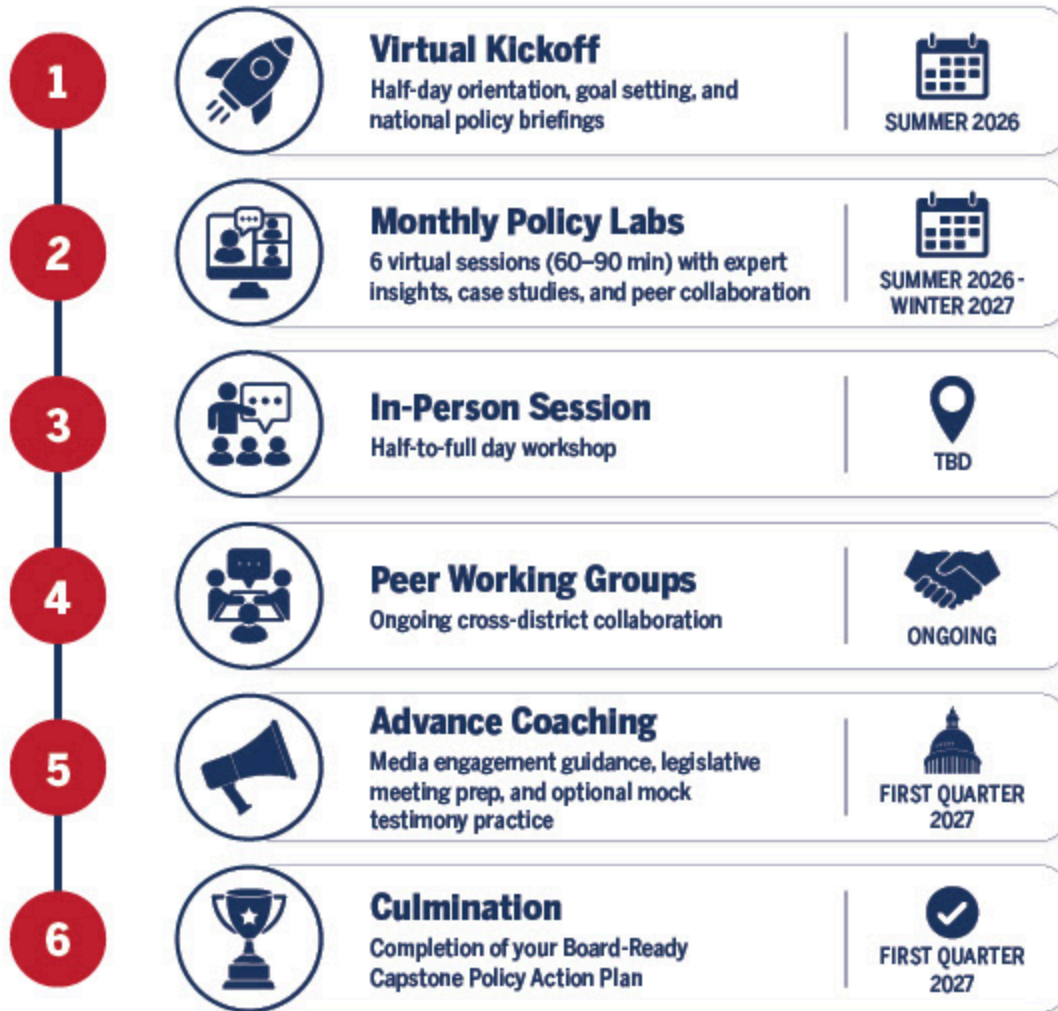 1
Virtual Kickoff
Half-day orientation, goal setting, and
national policy briefings
SUMMER 2026
2
Monthly Policy Labs
6 virtual sessions (60–90 min) with expert
insights, case studies, and peer collaboration
SUMMER 2026 -
WINTER 2027
3
In-Person Session
Half-to-full day workshop
TBD
4
Peer Working Groups
Ongoing cross-district collaboration
ONGOING
5
Advance Coaching
Media engagement guidance, legislative
meeting prep, and optional mock
testimony practice
FIRST QUARTER
2027
6
Culmination
Completion of your Board-Ready
Capstone Policy Action Plan
FIRST QUARTER
2027